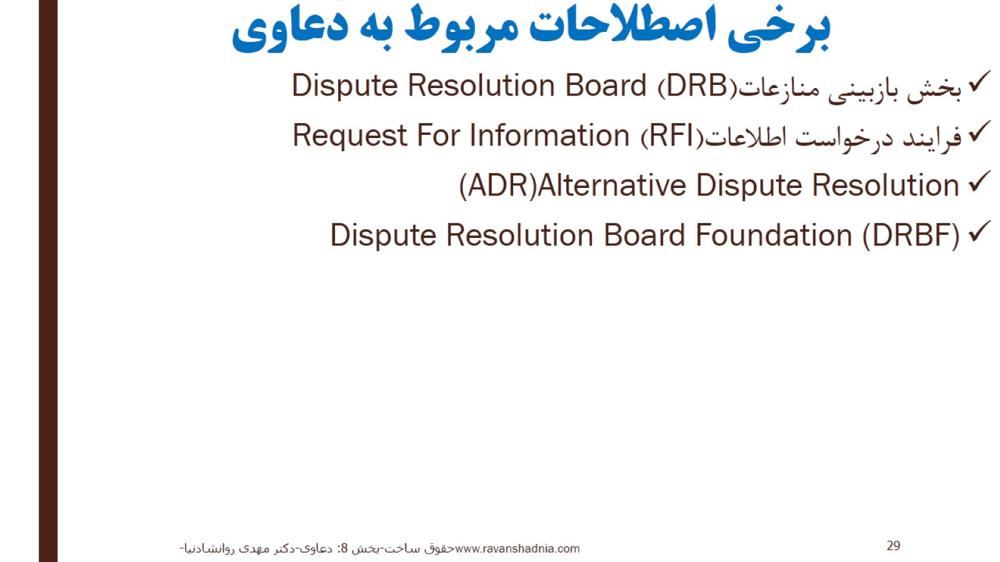 برخی اصطلاحات مربوط به دعاوی
✓ بخش بازبینی منازعات(DRB) Dispute Resolution Board
✓ فرایند درخواست اطلاعات(RFI) Request For Information
✓ Alternative Dispute Resolution(ADR)
✓ Dispute Resolution Board Foundation (DRBF)
حقوق ساخت-بخش 8: دعاوی-دکتر مهدی روانشادنیا-www.ravanshadnia.com
29